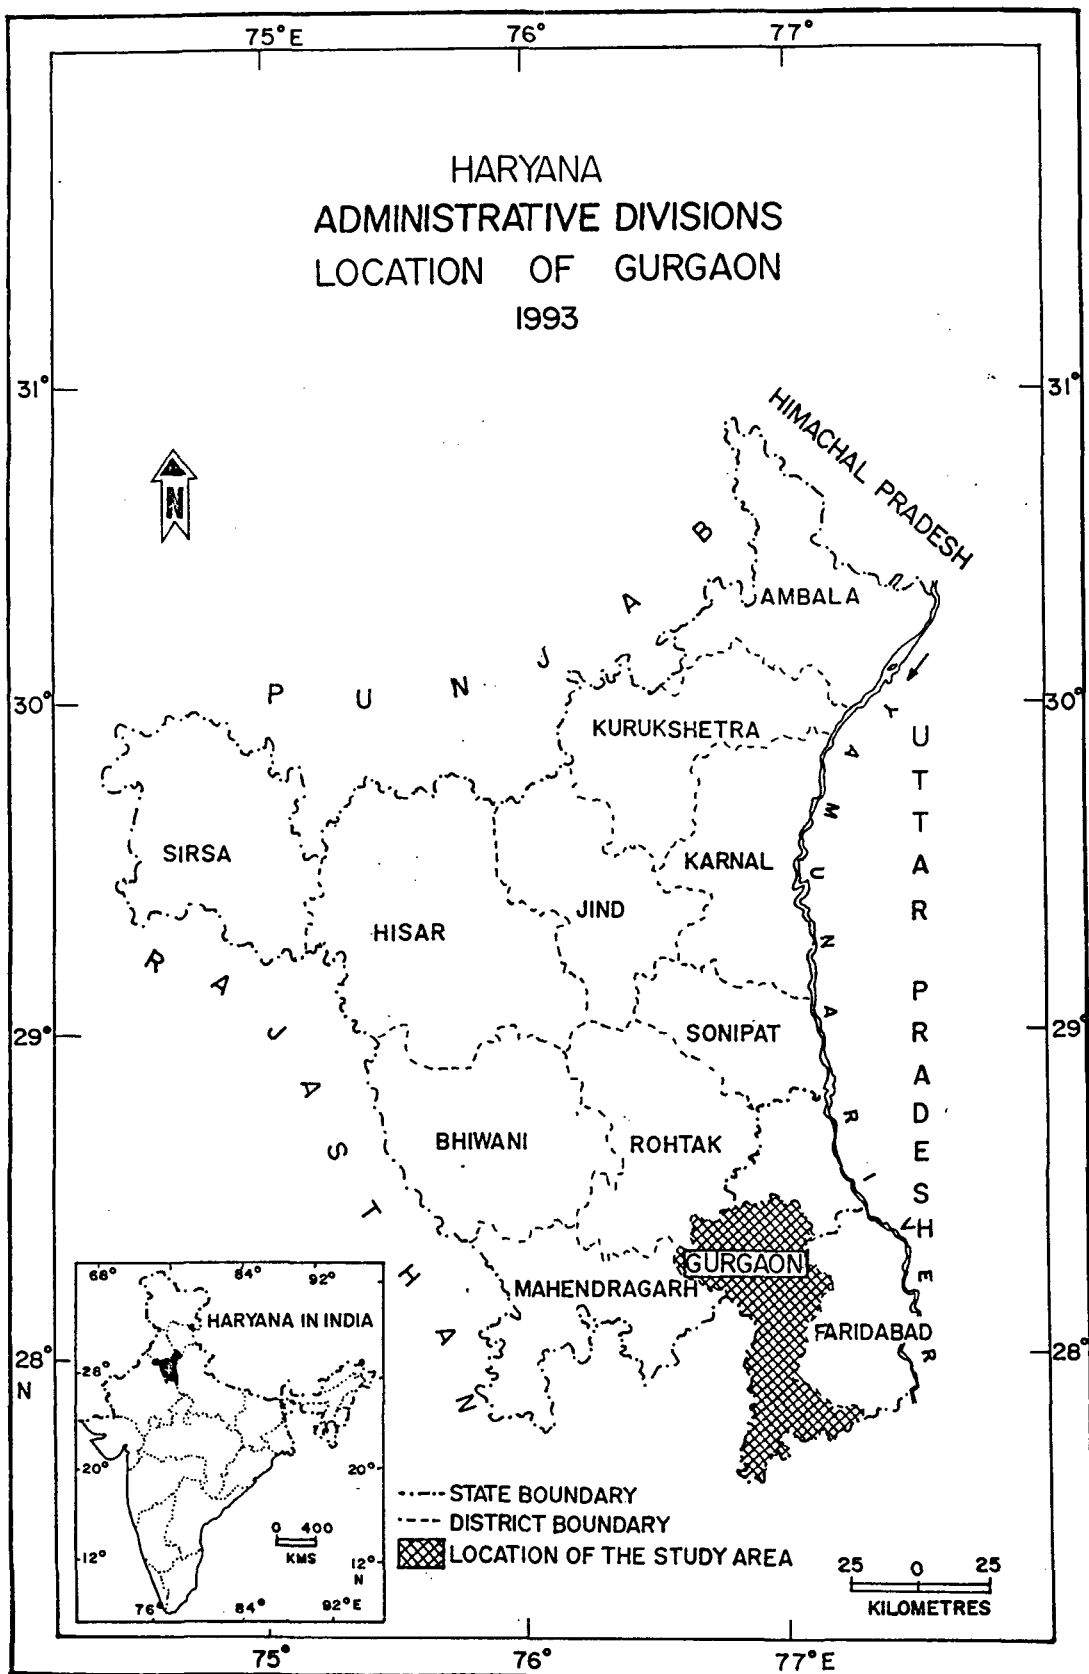 75°E 76° 77°
HARYANA
ADMINISTRATIVE DIVISIONS
LOCATION OF GURGAON
1993
31° 31°
HIMACHAL PRADESH
N
PUNJAB
AMBALA
30° 30°
KURUKSHETRA
YAMUNA RIVER
UTTAR PRADESH
SIRSA
KARNAL
JIND
HISAR
RAJASTHAN
29° 29°
SONIPAT
BHIWANI
ROHTAK
GURGAON
MAHENDRAGARH
FARIDABAD
28° 28°
N
68° 84° 92°
HARYANA IN INDIA
28°
20° 20°
0 400
KMS
12° 12°
N
76° 84° 92°E
STATE BOUNDARY
DISTRICT BOUNDARY
LOCATION OF THE STUDY AREA
25 0 25
KILOMETRES
75° 76° 77°E